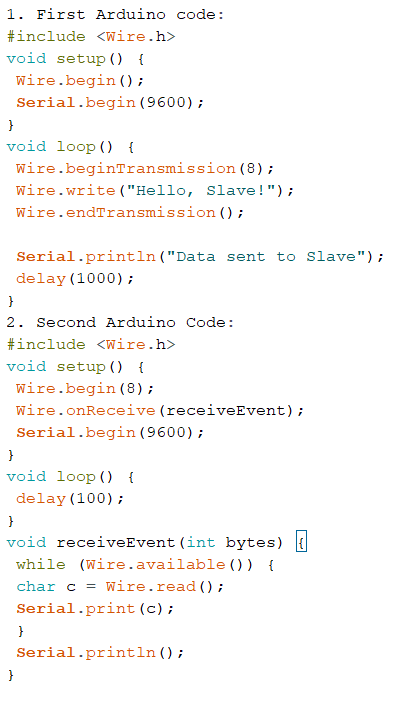 1. First Arduino code:
#include <Wire.h>
void setup() {
 Wire.begin();
 Serial.begin(9600);
}
void loop() {
 Wire.beginTransmission(8);
 Wire.write("Hello, Slave!");
 Wire.endTransmission();

 Serial.println("Data sent to Slave");
 delay(1000);
}
2. Second Arduino Code:
#include <Wire.h>
void setup() {
 Wire.begin(8);
 Wire.onReceive(receiveEvent);
 Serial.begin(9600);
}
void loop() {
 delay(100);
}
void receiveEvent(int bytes) {
 while (Wire.available()) {
 char c = Wire.read();
 Serial.print(c);
 }
 Serial.println();
}